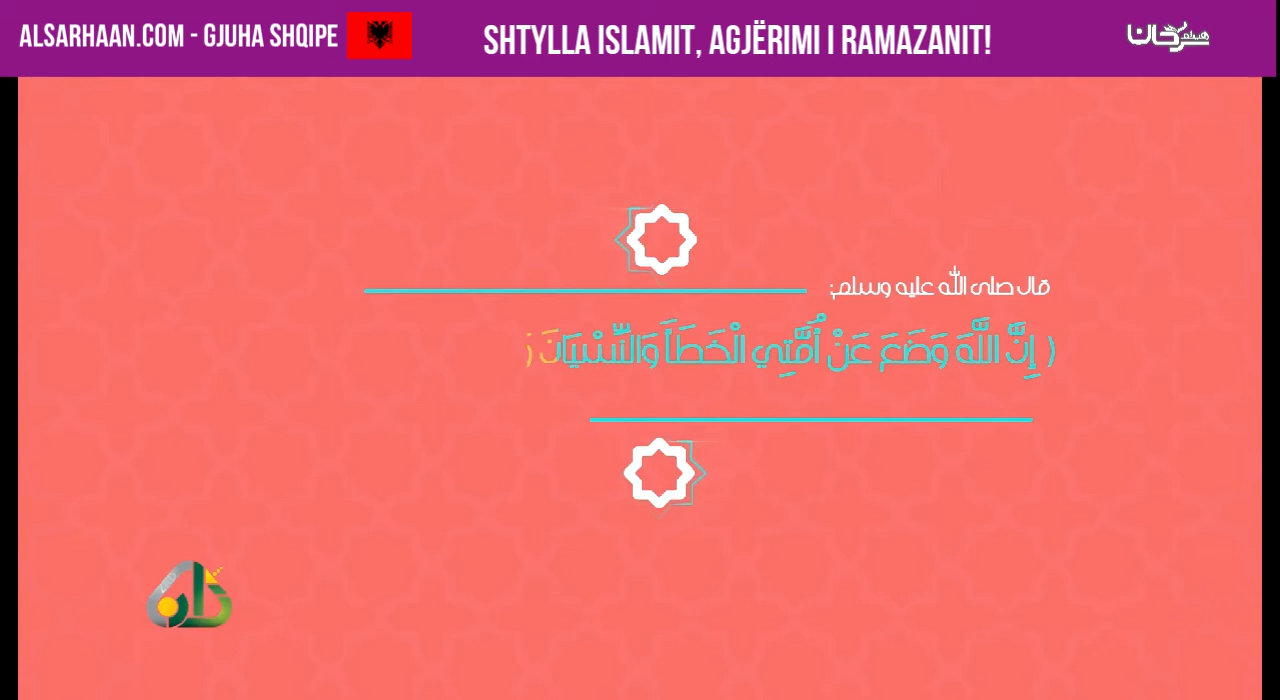 ALSARHAAN.COM - GJUHA SHQIPE
SHTYLLA ISLAMIT, AGJËRIMI I RAMAZANIT!
قال صلى الله عليه وسلم:
( إِنَّ اللَّهَ وَضَعَ عَنْ أُمَّتِي الْخَطَأَ وَالنِّسْيَانَ